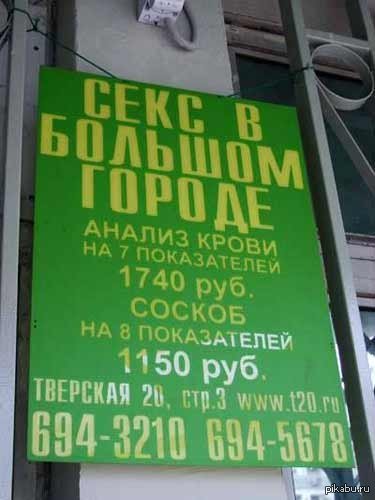 СЕКС В
БОЛЬШОМ
ГОРОДЕ
АНАЛИЗ КРОВИ
НА 7 ПОКАЗАТЕЛЕЙ
1740 руб.
СОСКОБ
НА 8 ПОКАЗАТЕЛЕЙ
1150 руб.
ТВЕРСКАЯ 20, стр.3 www.t20.ru
694-3210 694-5678
pikabu.ru